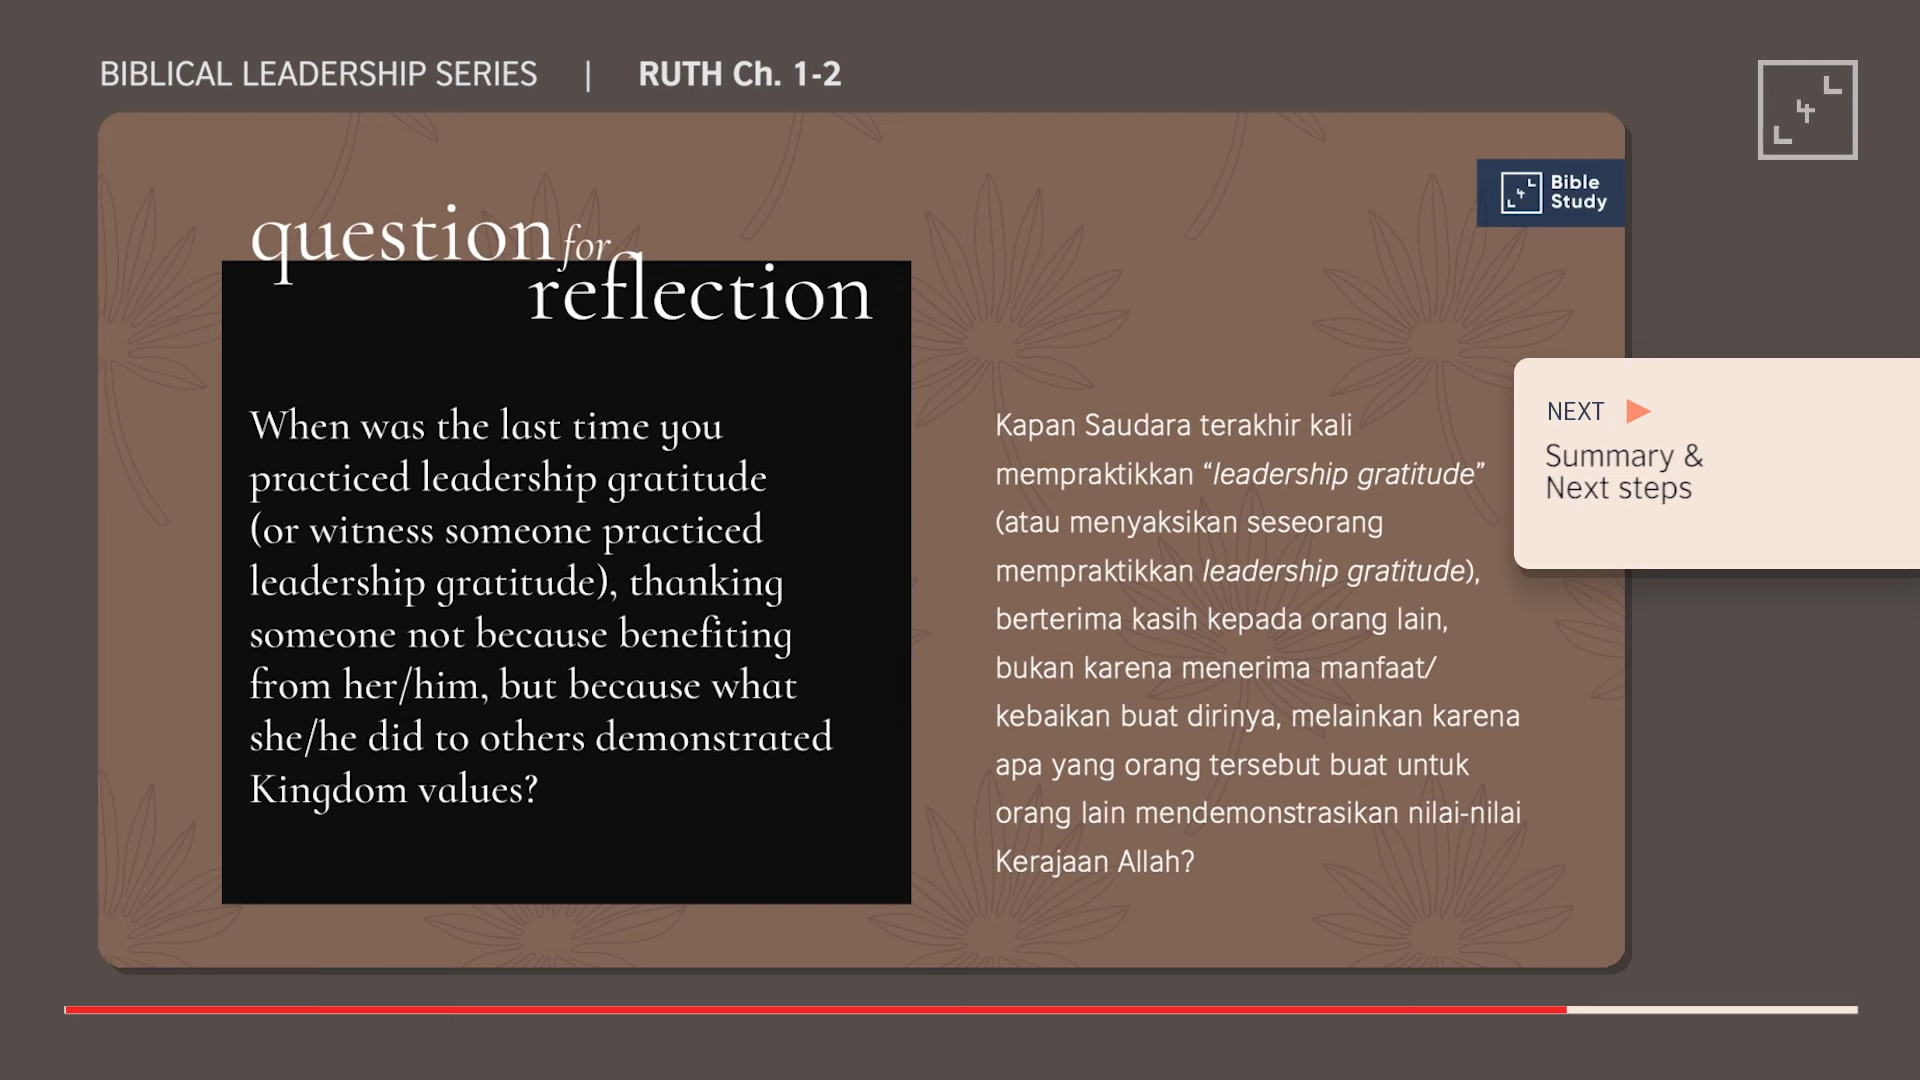 BIBLICAL LEADERSHIP SERIES | RUTH Ch. 1-2
Bible
Study
question for
reflection
When was the last time you
practiced leadership gratitude
(or witness someone practiced
leadership gratitude), thanking
someone not because benefiting
from her/him, but because what
she/he did to others demonstrated
Kingdom values?
Kapan Saudara terakhir kali
mempraktikkan “leadership gratitude”
(atau menyaksikan seseorang
mempraktikkan leadership gratitude),
berterima kasih kepada orang lain,
bukan karena menerima manfaat/
kebaikan buat dirinya, melainkan karena
apa yang orang tersebut buat untuk
orang lain mendemonstrasikan nilai-nilai
Kerajaan Allah?
NEXT
Summary &
Next steps